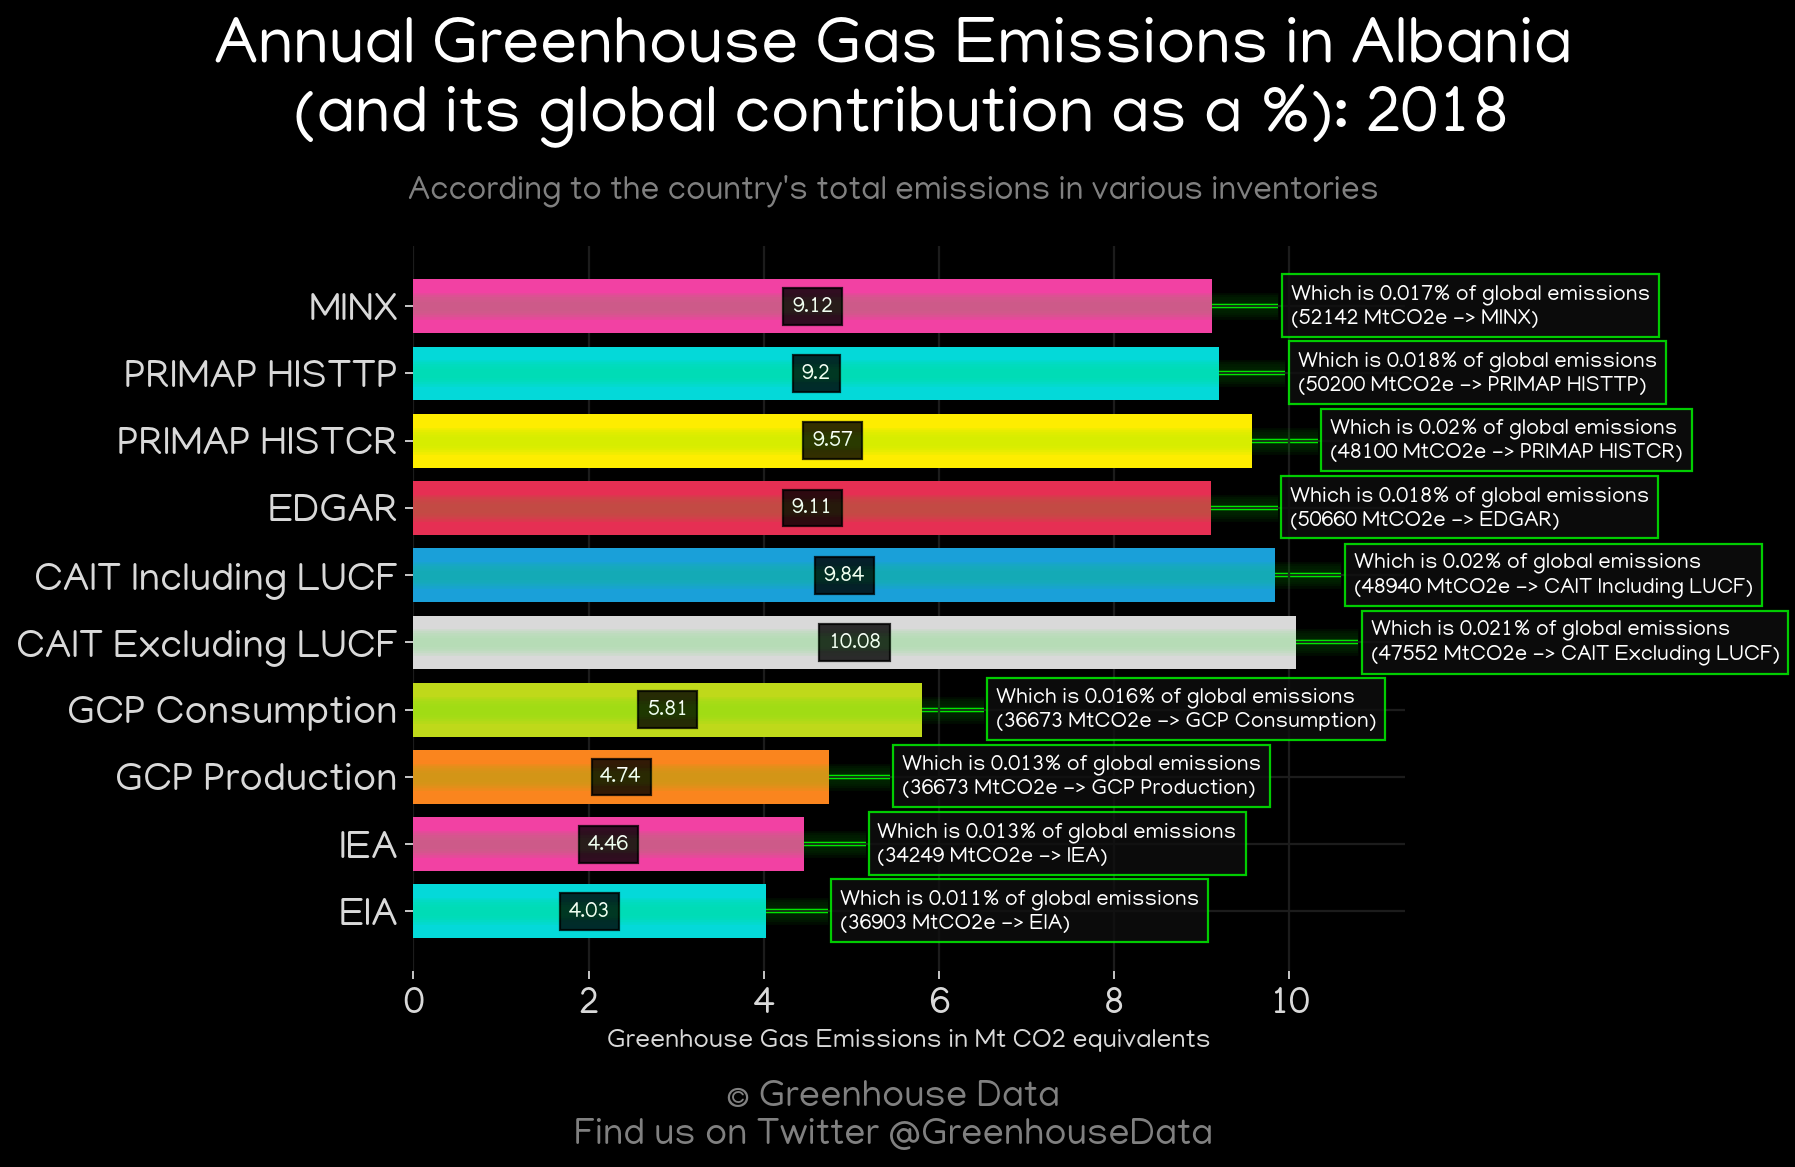 Annual Greenhouse Gas Emissions in Albania
(and its global contribution as a %): 2018
According to the country's total emissions in various inventories
MINX
9.12
Which is 0.017% of global emissions
(52142 MtCO2e -> MINX)
PRIMAP HISTTP
9.2
Which is 0.018% of global emissions
(50200 MtCO2e -> PRIMAP HISTTP)
PRIMAP HISTCR
9.57
Which is 0.02% of global emissions
(48100 MtCO2e -> PRIMAP HISTCR)
EDGAR
9.11
Which is 0.018% of global emissions
(50660 MtCO2e -> EDGAR)
CAIT Including LUCF
9.84
Which is 0.02% of global emissions
(48940 MtCO2e -> CAIT Including LUCF)
CAIT Excluding LUCF
10.08
Which is 0.021% of global emissions
(47552 MtCO2e -> CAIT Excluding LUCF)
GCP Consumption
5.81
Which is 0.016% of global emissions
(36673 MtCO2e -> GCP Consumption)
GCP Production
4.74
Which is 0.013% of global emissions
(36673 MtCO2e -> GCP Production)
IEA
4.46
Which is 0.013% of global emissions
(34249 MtCO2e -> IEA)
EIA
4.03
Which is 0.011% of global emissions
(36903 MtCO2e -> EIA)
0 2 4 6 8 10
Greenhouse Gas Emissions in Mt CO2 equivalents
© Greenhouse Data
Find us on Twitter @GreenhouseData